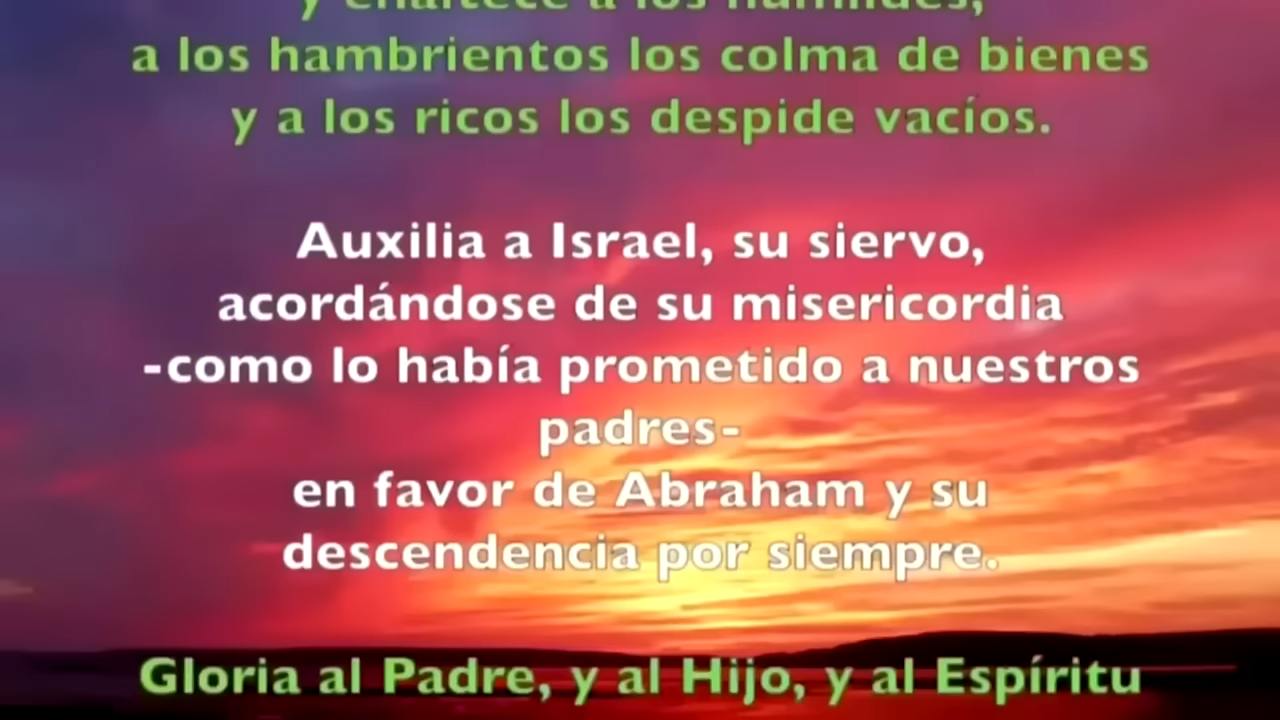 y enaltece a los humildes,
a los hambrientos los colma de bienes
y a los ricos los despide vacíos.
Auxilia a Israel, su siervo,
acordándose de su misericordia
-como lo había prometido a nuestros
padres-
en favor de Abraham y su
descendencia por siempre.
Gloria al Padre, y al Hijo, y al Espíritu